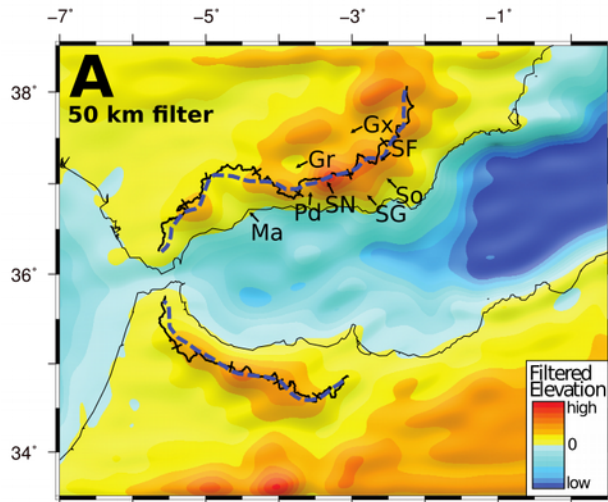 −7˚ −5˚ −3˚ −1˚
A
50 km filter
38˚
Gx
SF
Gr
So
Pd SN SG
Ma
36˚
34˚
Filtered
Elevation
high
0
low